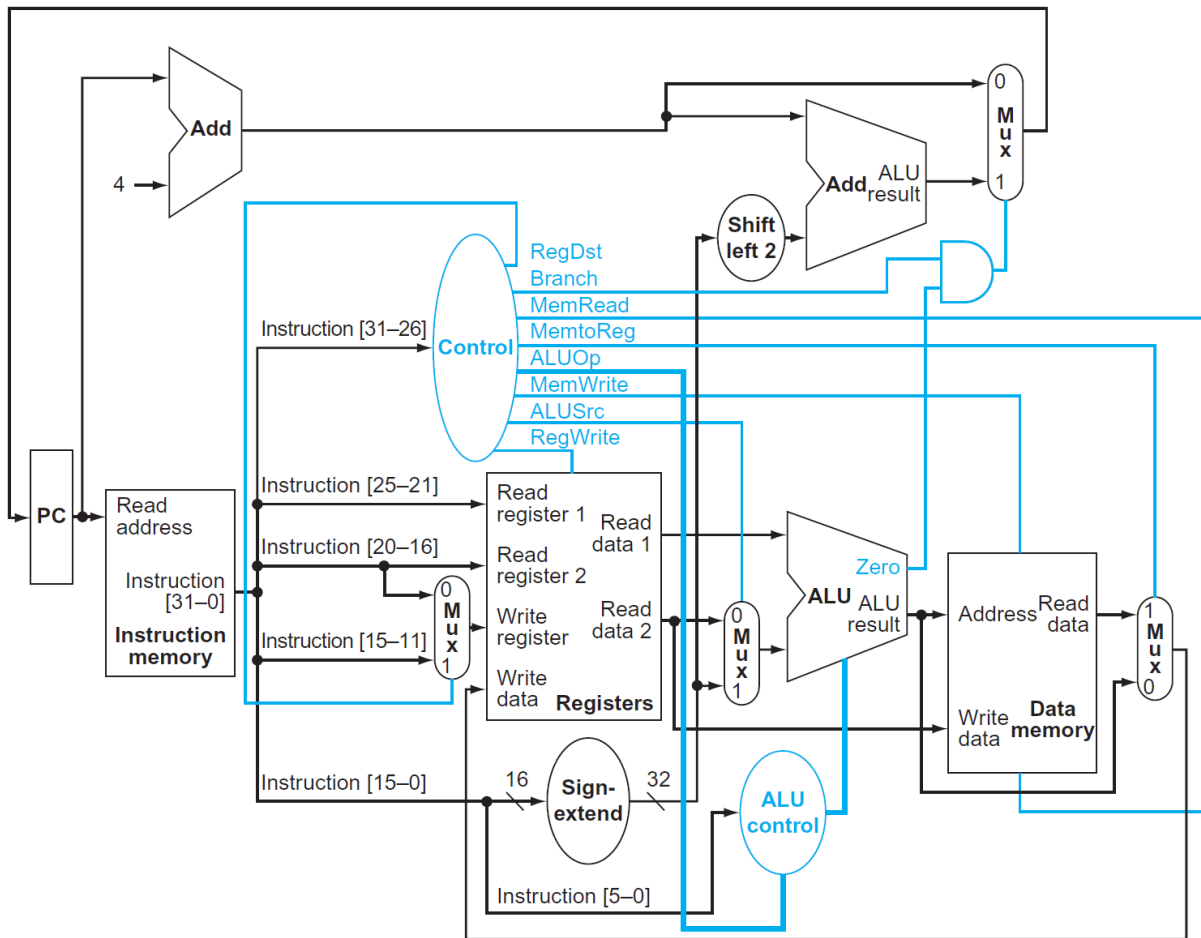 Add
4
0
Mux
1
Add
ALU
result
Shift
left 2
RegDst
Branch
MemRead
MemtoReg
ALUOp
MemWrite
ALUSrc
RegWrite
Control
Instruction [31–26]
PC
Read
address
Instruction
[31–0]
Instruction
memory
Instruction [25–21]
Instruction [20–16]
Instruction [15–11]
0
Mux
1
Read
register 1
Read
register 2
Write
register
Write
data
Read
data 1
Read
data 2
Registers
0
Mux
1
Zero
ALU
ALU
result
Address
Read
data
Write
data
Data
memory
1
Mux
0
Instruction [15–0]
16
Sign-
extend
32
ALU
control
Instruction [5–0]